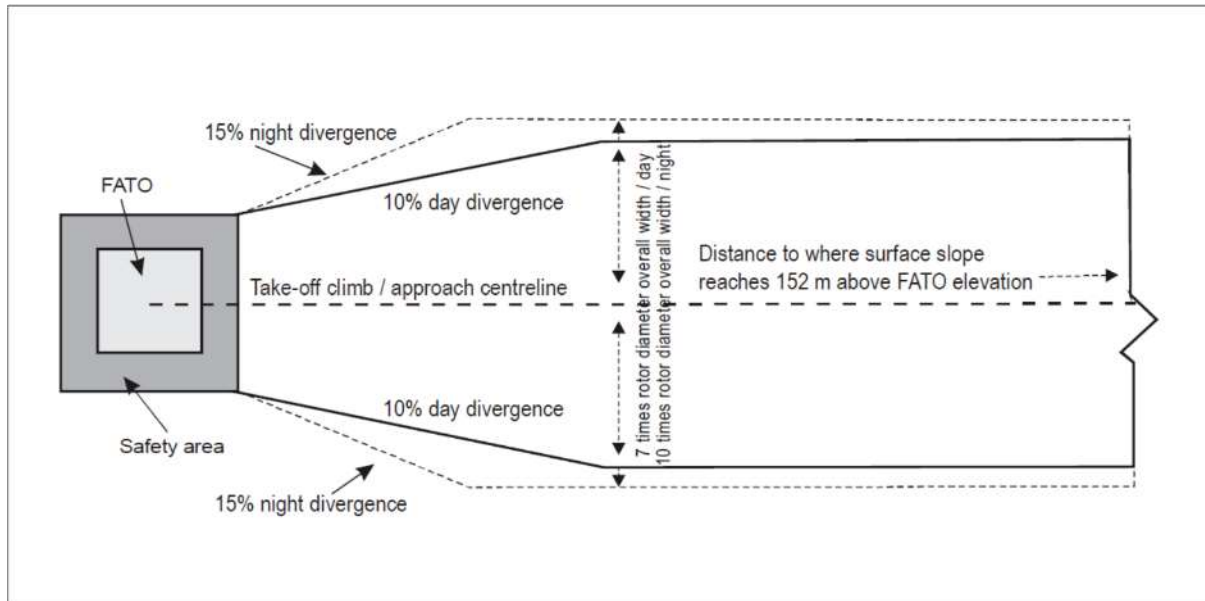 15% night divergence
FATO
10% day divergence
7 times rotor diameter overall width / day
10 times rotor diameter overall width / night
Distance to where surface slope
reaches 152 m above FATO elevation
Take-off climb / approach centreline
10% day divergence
Safety area
15% night divergence